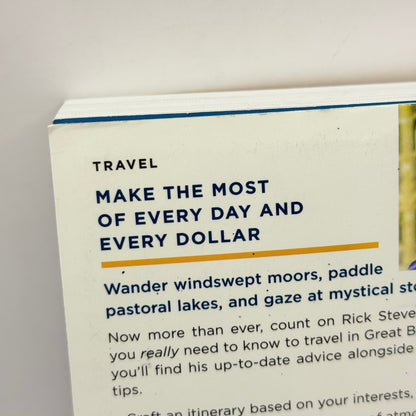 TRAVEL
MAKE THE MOST
OF EVERY DAY AND
EVERY DOLLAR
Wander windswept moors, paddle
pastoral lakes, and gaze at mystical
Now more than ever, count on Rick
you really need to know to travel in Great
you'll find his up-to-date advice alongside
tips.
Craft an itinerary based on your interests,
of